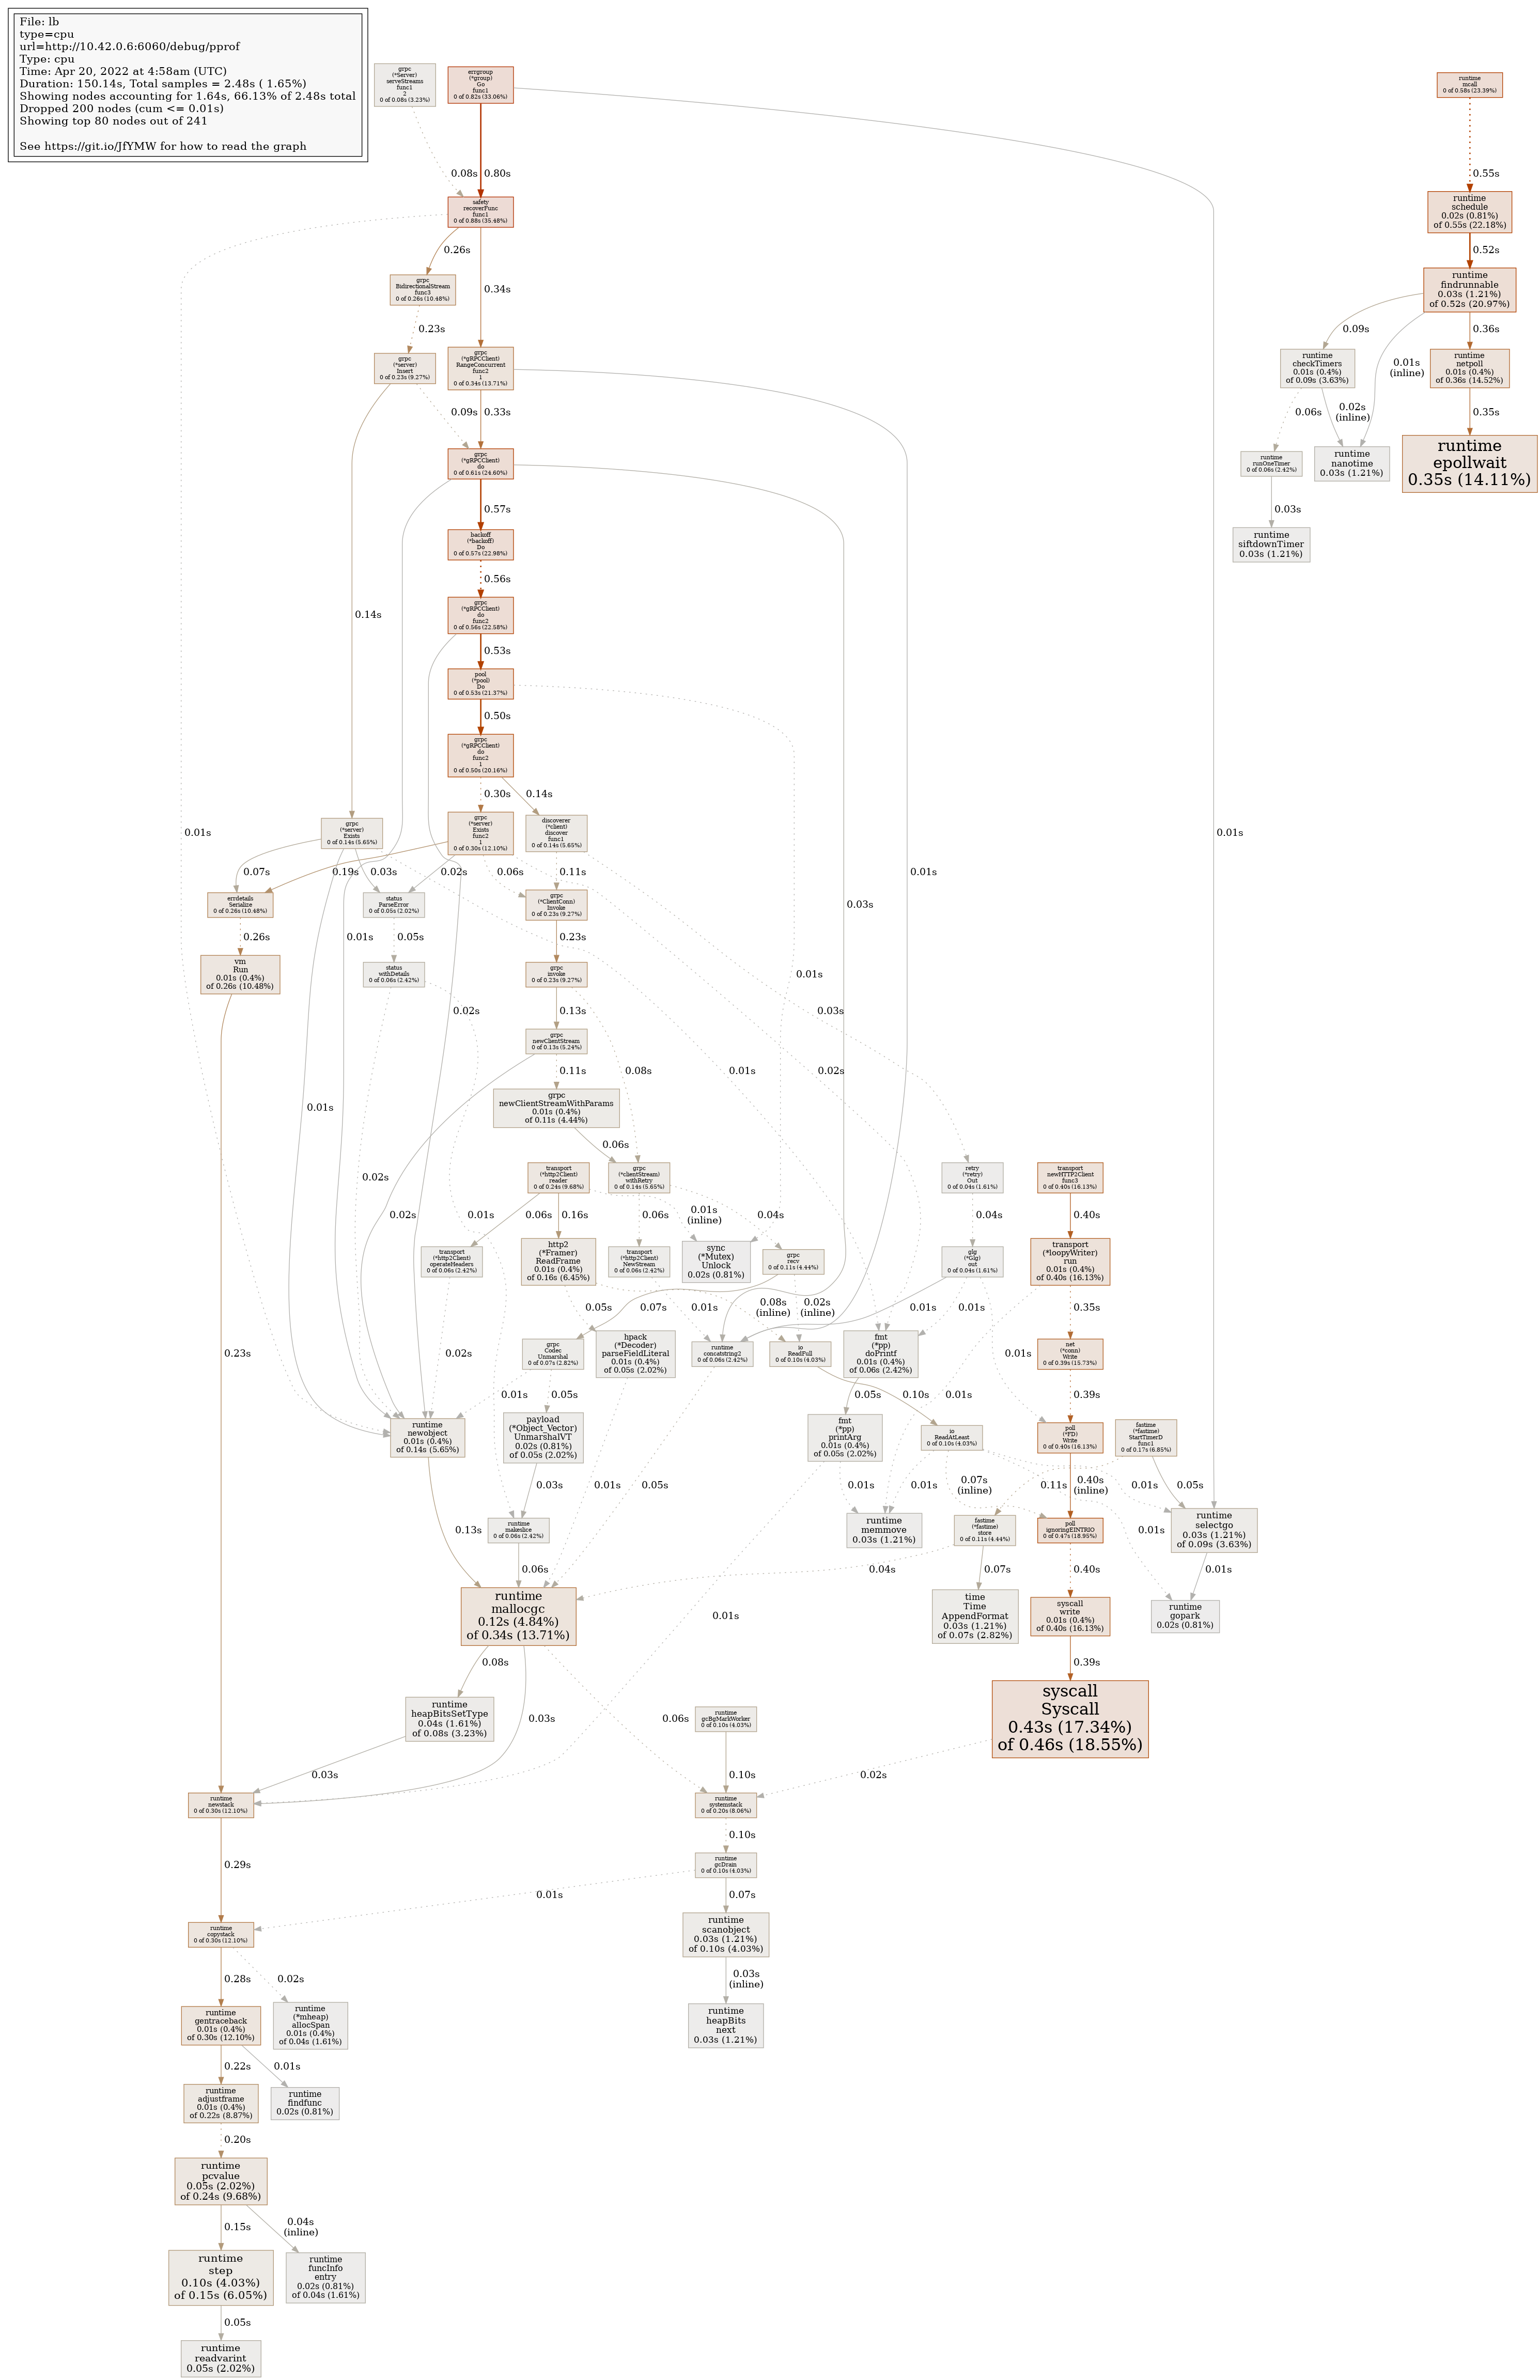 File: lb
type=cpu
url=http://10.42.0.6:6060/debug/pprof
Type: cpu
Time: Apr 20, 2022 at 4:58am (UTC)
Duration: 150.14s, Total samples = 2.48s ( 1.65%)
Showing nodes accounting for 1.64s, 66.13% of 2.48s total
Dropped 200 nodes (cum <= 0.01s)
Showing top 80 nodes out of 241
See https://git.io/JfYMW for how to read the graph
grpc
(*Server)
serveStreams
func1
2
0 of 0.08s (3.23%)
errgroup
(*group)
Go
func1
0 of 0.82s (33.06%)
runtime
mcall
0 of 0.58s (23.39%)
0.08s
0.80s
0.55s
safety
recoverFunc
func1
0 of 0.88s (35.48%)
runtime
schedule
0.02s (0.81%)
of 0.55s (22.18%)
0.26s
0.52s
grpc
BidirectionalStream
func3
0 of 0.26s (10.48%)
0.34s
runtime
findrunnable
0.03s (1.21%)
of 0.52s (20.97%)
0.23s
0.09s
0.36s
grpc
(*server)
Insert
0 of 0.23s (9.27%)
grpc
(*gRPCClient)
RangeConcurrent
func2
1
0 of 0.34s (13.71%)
runtime
checkTimers
0.01s (0.4%)
of 0.09s (3.63%)
0.01s
(inline)
runtime
netpoll
0.01s (0.4%)
of 0.36s (14.52%)
0.09s
0.33s
0.06s
0.02s
(inline)
0.35s
grpc
(*gRPCClient)
do
0 of 0.61s (24.60%)
runtime
runOneTimer
0 of 0.06s (2.42%)
runtime
nanotime
0.03s (1.21%)
runtime
epollwait
0.35s (14.11%)
0.57s
0.03s
backoff
(*backoff)
Do
0 of 0.57s (22.98%)
runtime
siftdownTimer
0.03s (1.21%)
0.56s
0.14s
grpc
(*gRPCClient)
do
func2
0 of 0.56s (22.58%)
0.53s
pool
(*pool)
Do
0 of 0.53s (21.37%)
0.50s
grpc
(*gRPCClient)
do
func2
1
0 of 0.50s (20.16%)
0.30s
0.14s
0.01s
grpc
(*server)
Exists
0 of 0.14s (5.65%)
grpc
(*server)
Exists
func2
1
0 of 0.30s (12.10%)
discoverer
(*client)
discover
func1
0 of 0.14s (5.65%)
0.01s
0.07s
0.19s
0.03s
0.02s
0.06s
0.11s
0.01s
errdetails
Serialize
0 of 0.26s (10.48%)
status
ParseError
0 of 0.05s (2.02%)
grpc
(*ClientConn)
Invoke
0 of 0.23s (9.27%)
0.03s
0.26s
0.01s
0.05s
0.23s
vm
Run
0.01s (0.4%)
of 0.26s (10.48%)
status
withDetails
0 of 0.06s (2.42%)
grpc
invoke
0 of 0.23s (9.27%)
0.01s
0.02s
0.13s
0.03s
grpc
newClientStream
0 of 0.13s (5.24%)
0.11s
0.08s
0.01s
0.02s
grpc
newClientStreamWithParams
0.01s (0.4%)
of 0.11s (4.44%)
0.01s
0.06s
0.02s
transport
(*http2Client)
reader
0 of 0.24s (9.68%)
grpc
(*clientStream)
withRetry
0 of 0.14s (5.65%)
retry
(*retry)
Out
0 of 0.04s (1.61%)
transport
newHTTP2Client
func3
0 of 0.40s (16.13%)
0.02s
0.01s
0.06s
0.16s
0.06s
0.01s
(inline)
0.04s
0.04s
0.40s
transport
(*http2Client)
operateHeaders
0 of 0.06s (2.42%)
http2
(*Framer)
ReadFrame
0.01s (0.4%)
of 0.16s (6.45%)
transport
(*http2Client)
NewStream
0 of 0.06s (2.42%)
sync
(*Mutex)
Unlock
0.02s (0.81%)
grpc
recv
0 of 0.11s (4.44%)
glg
(*Glg)
out
0 of 0.04s (1.61%)
transport
(*loopyWriter)
run
0.01s (0.4%)
of 0.40s (16.13%)
0.05s
0.07s
0.01s
0.08s
(inline)
0.02s
(inline)
0.01s
0.01s
0.35s
0.23s
0.02s
grpc
Codec
Unmarshal
0 of 0.07s (2.82%)
hpack
(*Decoder)
parseFieldLiteral
0.01s (0.4%)
of 0.05s (2.02%)
runtime
concatstring2
0 of 0.06s (2.42%)
io
ReadFull
0 of 0.10s (4.03%)
fmt
(*pp)
doPrintf
0.01s (0.4%)
of 0.06s (2.42%)
0.01s
net
(*conn)
Write
0 of 0.39s (15.73%)
0.01s
0.05s
0.05s
0.10s
0.01s
0.39s
runtime
newobject
0.01s (0.4%)
of 0.14s (5.65%)
payload
(*Object_Vector)
UnmarshalVT
0.02s (0.81%)
of 0.05s (2.02%)
fmt
(*pp)
printArg
0.01s (0.4%)
of 0.05s (2.02%)
io
ReadAtLeast
0 of 0.10s (4.03%)
poll
(*FD)
Write
0 of 0.40s (16.13%)
fastime
(*fastime)
StartTimerD
func1
0 of 0.17s (6.85%)
0.03s
0.01s
0.05s
0.01s
0.01s
0.07s
(inline)
0.11s
0.40s
(inline)
0.01s
0.05s
0.13s
runtime
makeslice
0 of 0.06s (2.42%)
runtime
memmove
0.03s (1.21%)
fastime
(*fastime)
store
0 of 0.11s (4.44%)
poll
ignoringEINTRIO
0 of 0.47s (18.95%)
0.01s
runtime
selectgo
0.03s (1.21%)
of 0.09s (3.63%)
0.06s
0.04s
0.07s
0.40s
0.01s
runtime
mallocgc
0.12s (4.84%)
of 0.34s (13.71%)
0.01s
time
Time
AppendFormat
0.03s (1.21%)
of 0.07s (2.82%)
syscall
write
0.01s (0.4%)
of 0.40s (16.13%)
runtime
gopark
0.02s (0.81%)
0.08s
0.39s
runtime
heapBitsSetType
0.04s (1.61%)
of 0.08s (3.23%)
0.03s
0.06s
runtime
gcBgMarkWorker
0 of 0.10s (4.03%)
syscall
Syscall
0.43s (17.34%)
of 0.46s (18.55%)
0.03s
0.10s
0.02s
runtime
newstack
0 of 0.30s (12.10%)
runtime
systemstack
0 of 0.20s (8.06%)
0.29s
0.10s
runtime
gcDrain
0 of 0.10s (4.03%)
0.01s
0.07s
runtime
copystack
0 of 0.30s (12.10%)
runtime
scanobject
0.03s (1.21%)
of 0.10s (4.03%)
0.28s
0.02s
0.03s
(inline)
runtime
gentraceback
0.01s (0.4%)
of 0.30s (12.10%)
runtime
(*mheap)
allocSpan
0.01s (0.4%)
of 0.04s (1.61%)
runtime
heapBits
next
0.03s (1.21%)
0.22s
0.01s
runtime
adjustframe
0.01s (0.4%)
of 0.22s (8.87%)
runtime
findfunc
0.02s (0.81%)
0.20s
runtime
pcvalue
0.05s (2.02%)
of 0.24s (9.68%)
0.15s
0.04s
(inline)
runtime
step
0.10s (4.03%)
of 0.15s (6.05%)
runtime
funcInfo
entry
0.02s (0.81%)
of 0.04s (1.61%)
0.05s
runtime
readvarint
0.05s (2.02%)